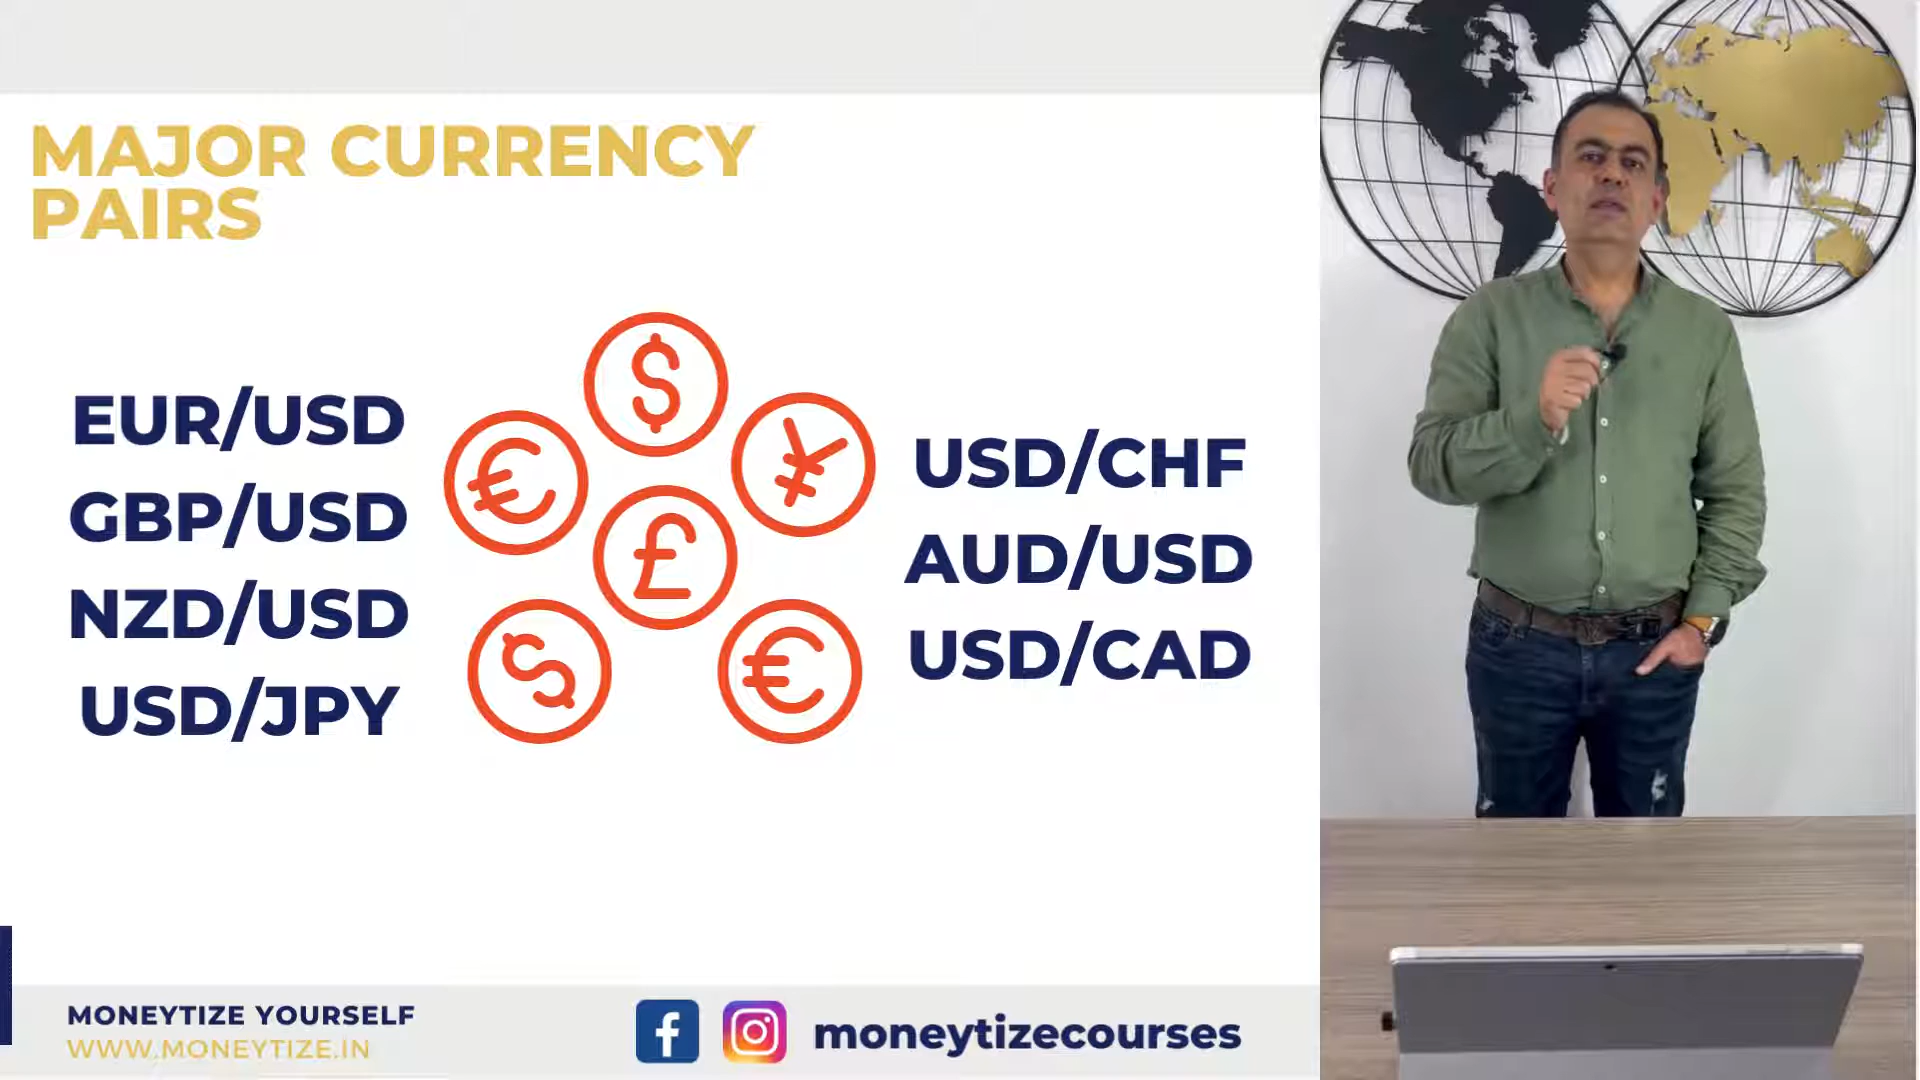 MAJOR CURRENCY
PAIRS
EUR/USD
GBP/USD
NZD/USD
USD/JPY
$
€
¥
£
$
€
USD/CHF
AUD/USD
USD/CAD
MONEYTIZE YOURSELF
WWW.MONEYTIZE.IN
moneytizecourses